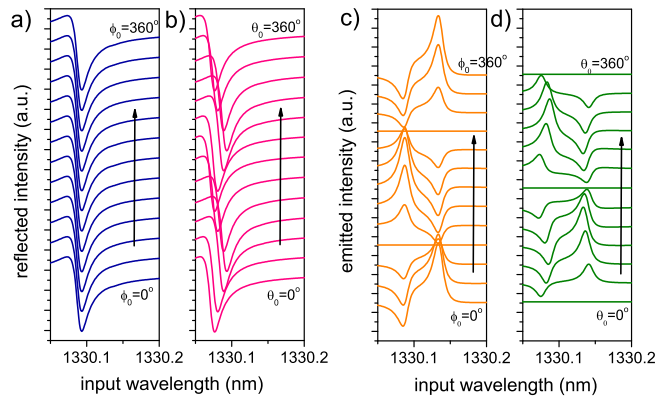 a)
b)
c)
d)
ϕ₀=360°
θ₀=360°
ϕ₀=360°
θ₀=360°
reflected intensity (a.u.)
emitted intensity (a.u.)
ϕ₀=0°
θ₀=0°
ϕ₀=0°
θ₀=0°
1330.1
1330.2
1330.1
1330.2
1330.1
1330.2
1330.1
1330.2
input wavelength (nm)
input wavelength (nm)